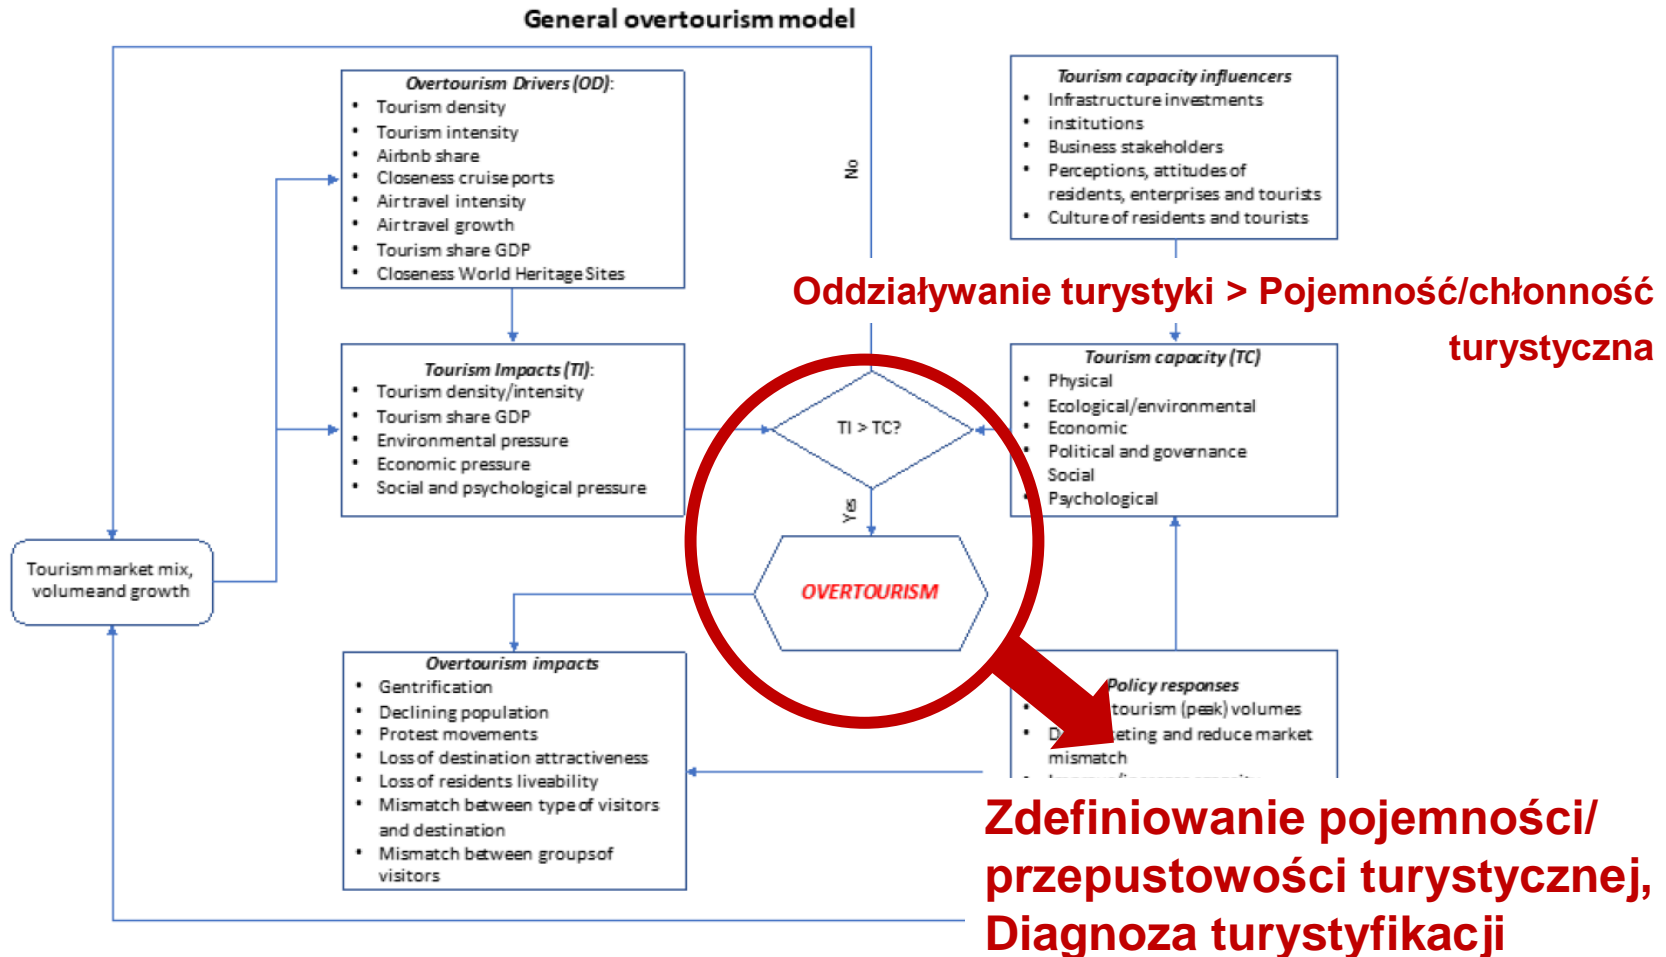 General overtourism model
Overtourism Drivers (OD):
• Tourism density
• Tourism intensity
• Airbnb share
• Closeness cruise ports
• Air travel intensity
• Air travel growth
• Tourism share GDP
• Closeness World Heritage Sites
Tourism capacity influencers
• Infrastructure investments
• institutions
• Business stakeholders
• Perceptions, attitudes of
residents, enterprises and tourists
• Culture of residents and tourists
No
Oddziaływanie turystyki > Pojemność/chłonność
turystyczna
Tourism Impacts (TI):
• Tourism density/intensity
• Tourism share GDP
• Environmental pressure
• Economic pressure
• Social and psychological pressure
TI > TC?
Tourism capacity (TC)
• Physical
• Ecological/environmental
• Economic
• Political and governance
Social
• Psychological
Yes
OVERTOURISM
Tourism market mix,
volume and growth
Overtourism impacts
• Gentrification
• Declining population
• Protest movements
• Loss of destination attractiveness
• Loss of residents liveability
• Mismatch between type of visitors
and destination
• Mismatch between groups of
visitors
Policy responses
• tourism (peak) volumes
• and reduce market
mismatch
Zdefiniowanie pojemności/
przepustowości turystycznej,
Diagnoza turystyfikacji